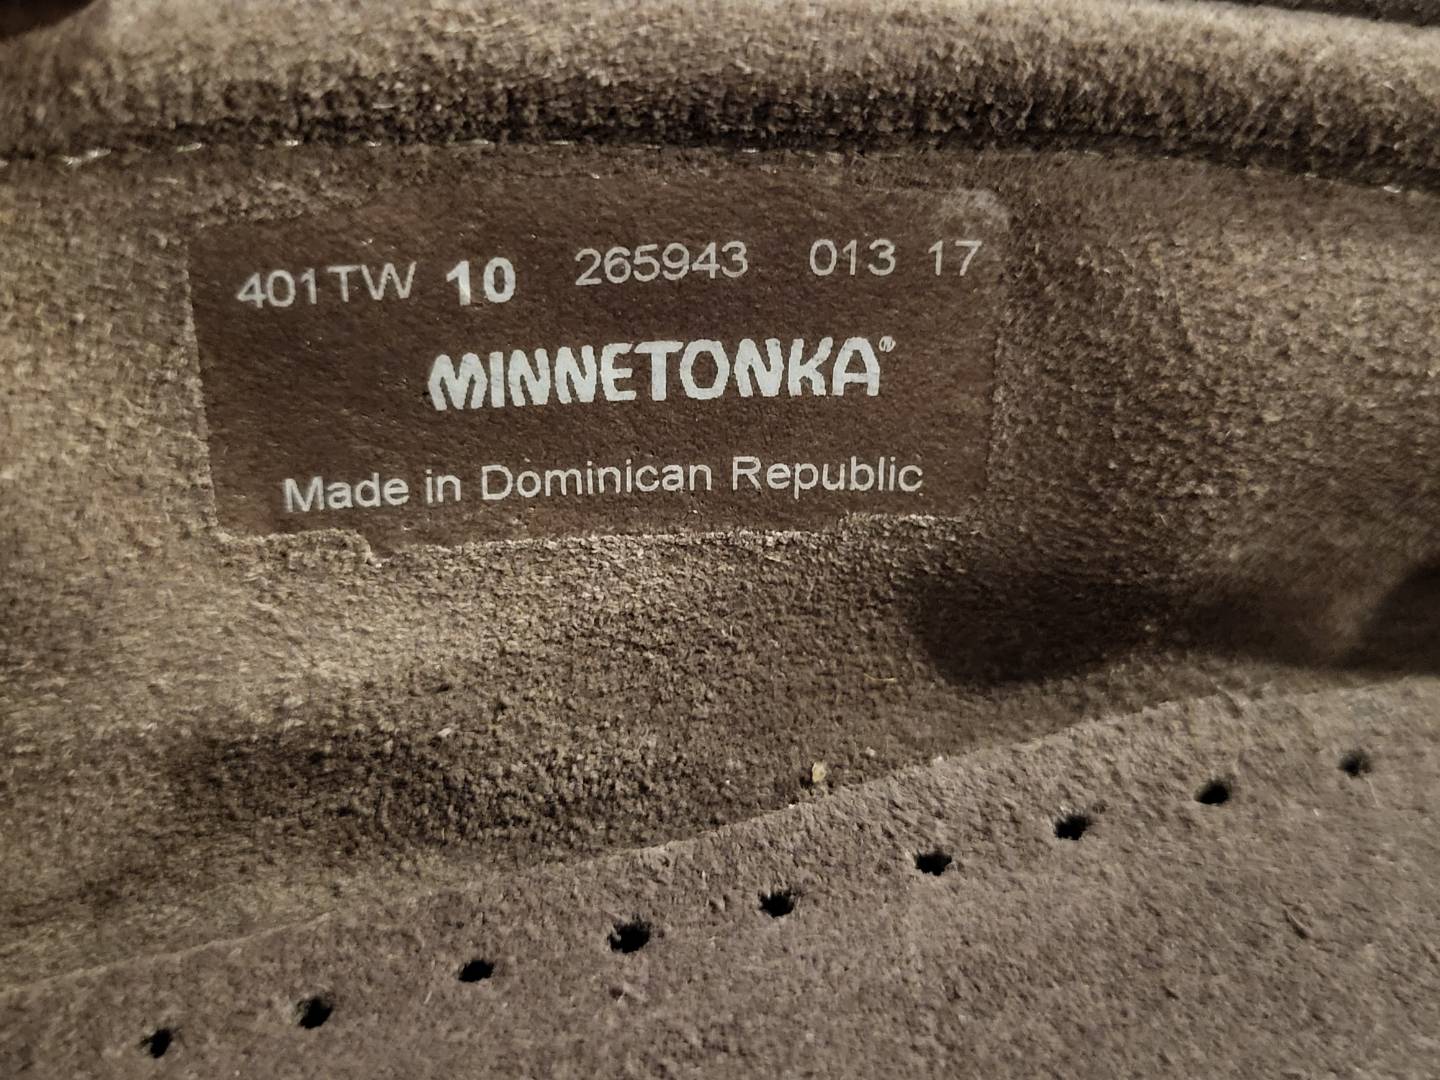 401TW 10 265943 013 17
MINNETONKA®
Made in Dominican Republic